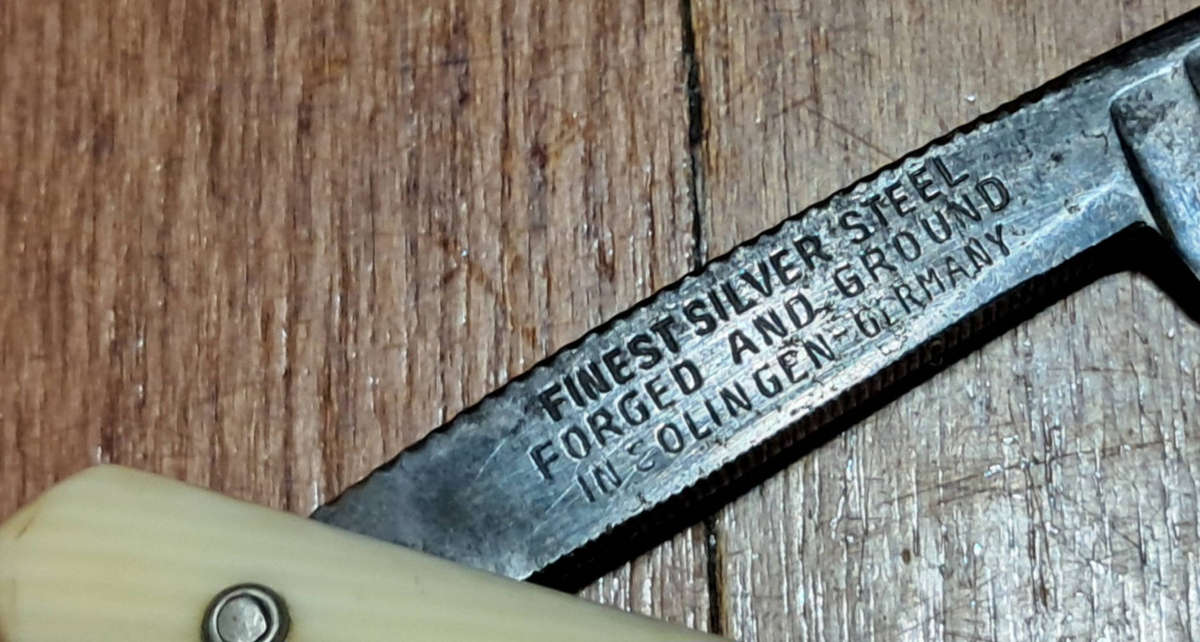 FINEST SILVER STEEL
FORGED AND GROUND
IN SOLINGEN-GERMANY